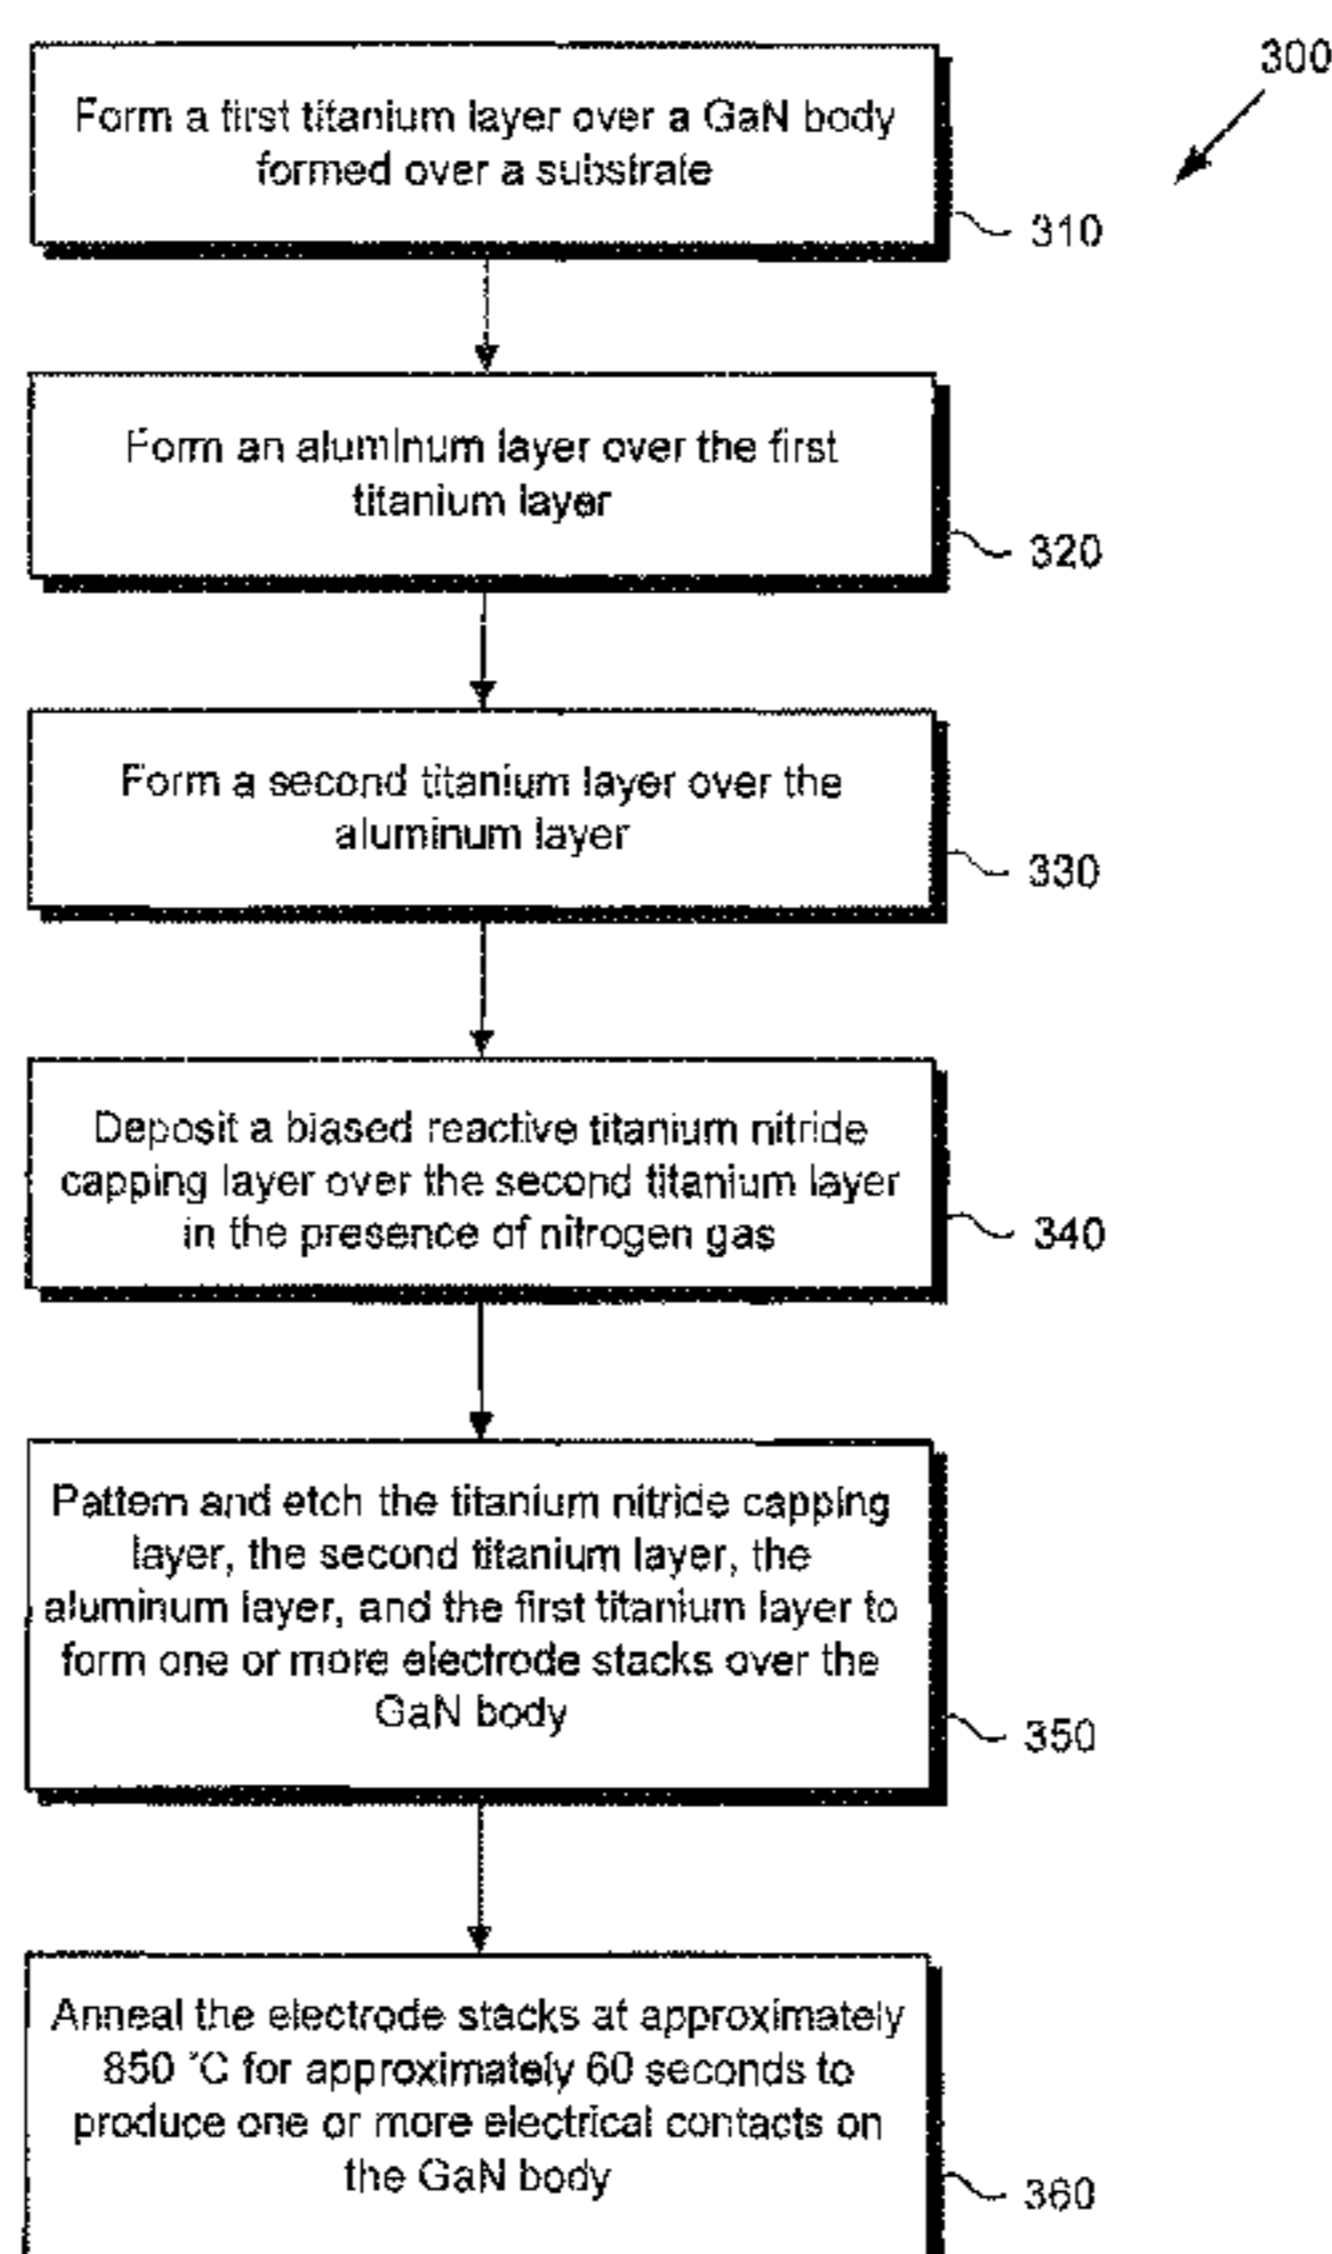 300
Form a first titanium layer over a GaN body
formed over a substrate
310
Form an aluminum layer over the first
titanium layer
320
Form a second titanium layer over the
aluminum layer
330
Deposit a biased reactive titanium nitride
capping layer over the second titanium layer
in the presence of nitrogen gas
340
Pattern and etch the titanium nitride capping
layer, the second titanium layer, the
aluminum layer, and the first titanium layer to
form one or more electrode stacks over the
GaN body
350
Anneal the electrode stacks at approximately
850 °C for approximately 60 seconds to
produce one or more electrical contacts on
the GaN body
360